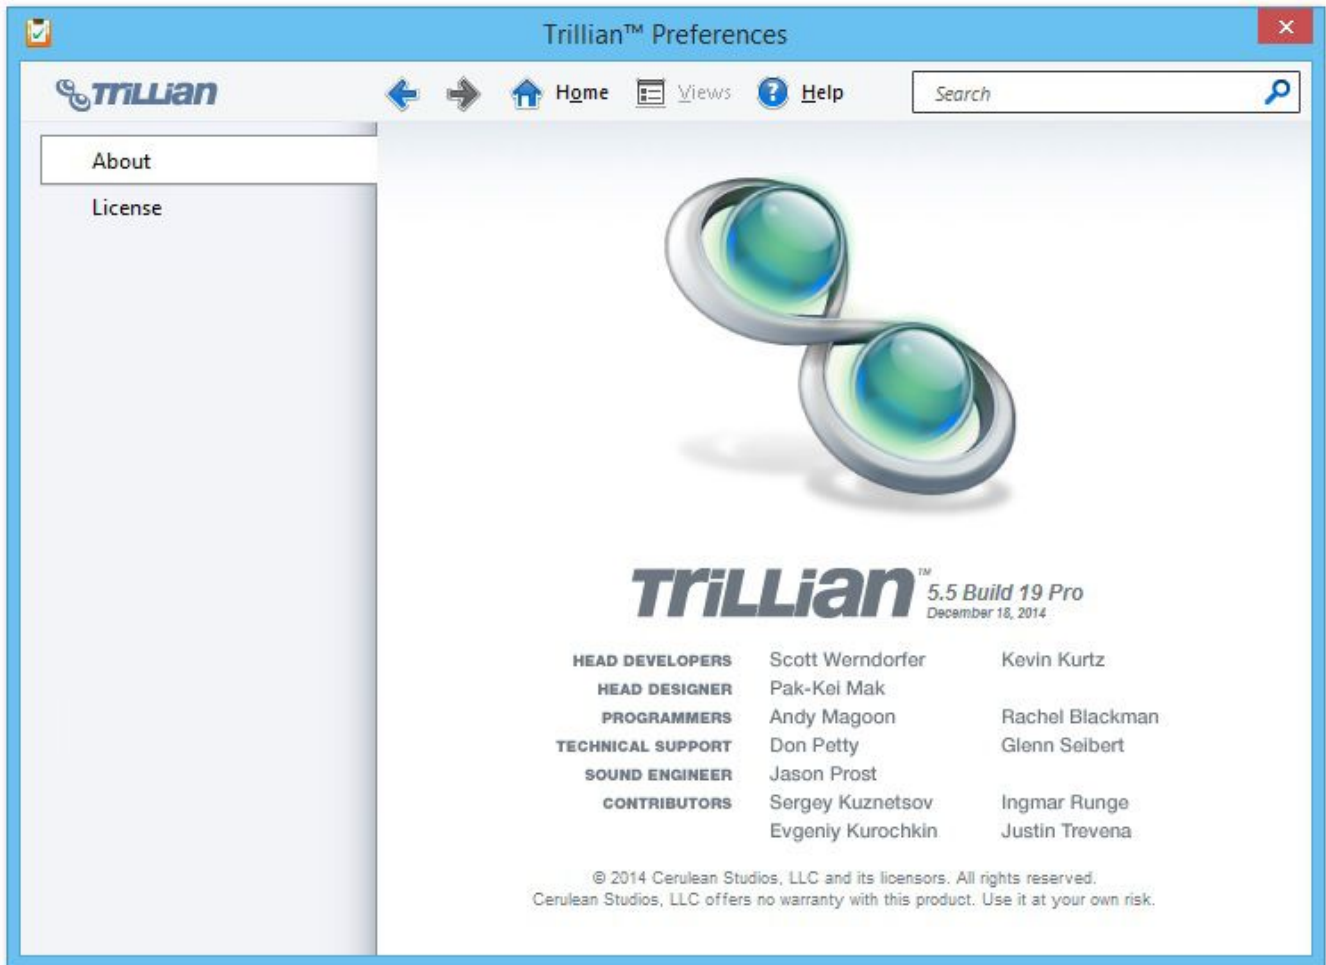 Trillian™ Preferences
TRiLLiaN Home Views Help Search
About
License
TRiLLiaN™ 5.5 Build 19 Pro
December 18, 2014
HEAD DEVELOPERS Scott Werndorfer Kevin Kurtz
HEAD DESIGNER Pak-Kei Mak
PROGRAMMERS Andy Magoon Rachel Blackman
TECHNICAL SUPPORT Don Petty Glenn Seibert
SOUND ENGINEER Jason Prost
CONTRIBUTORS Sergey Kuznetsov Ingmar Runge
Evgeniy Kurochkin Justin Trevena
© 2014 Cerulean Studios, LLC and its licensors. All rights reserved.
Cerulean Studios, LLC offers no warranty with this product. Use it at your own risk.